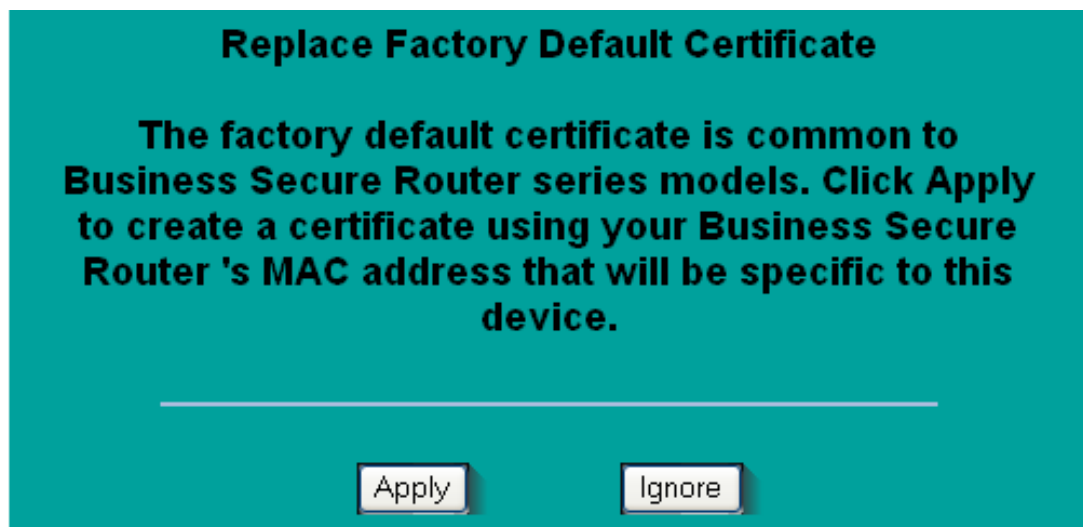 Replace Factory Default Certificate
The factory default certificate is common to
Business Secure Router series models. Click Apply
to create a certificate using your Business Secure
Router 's MAC address that will be specific to this
device.
Apply
Ignore